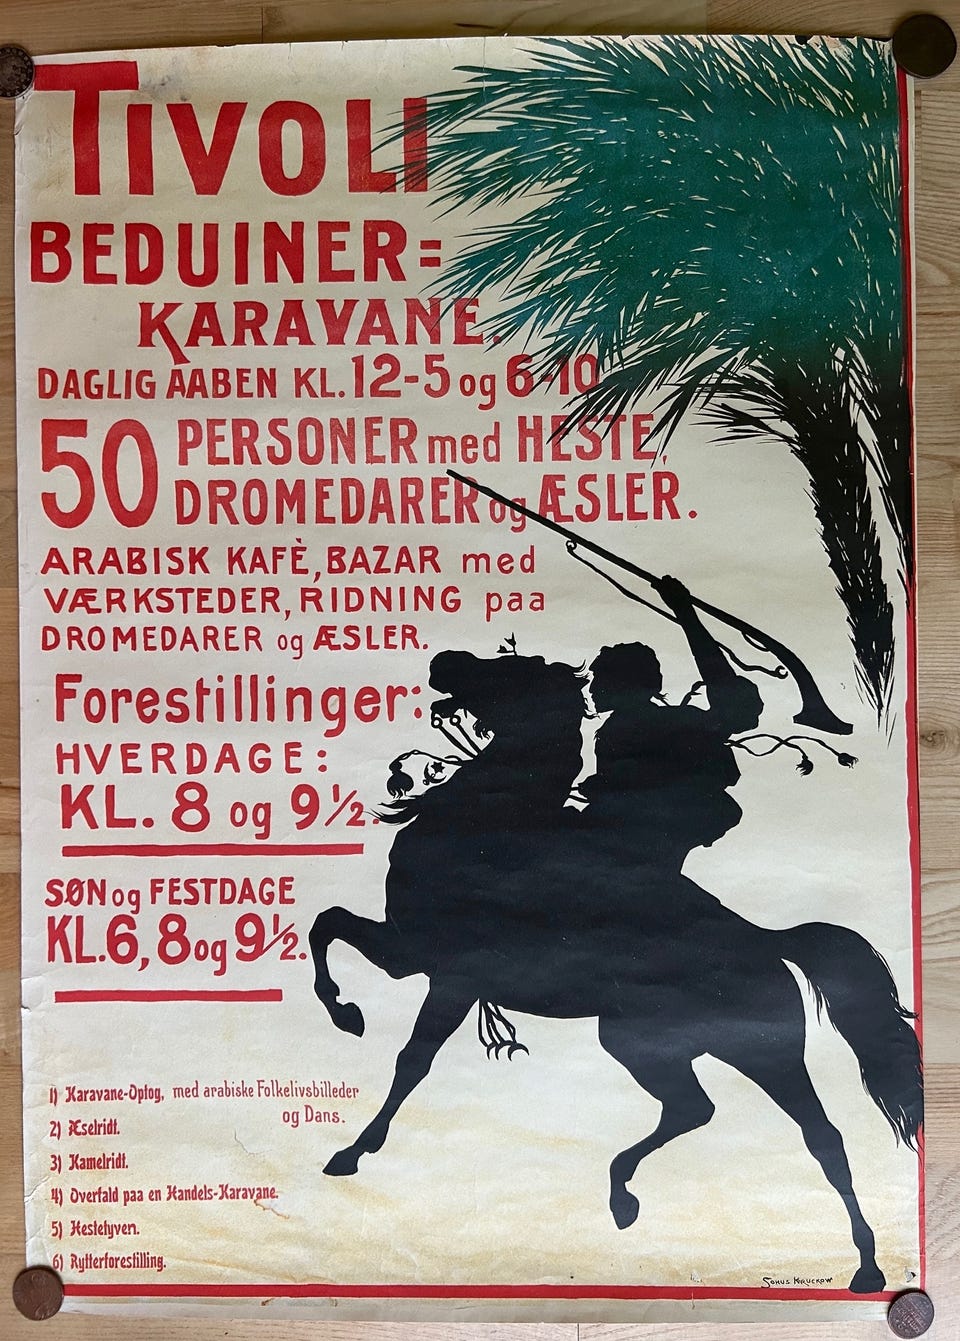 TIVOLI
BEDUINER=
KARAVANE.
DAGLIG AABEN KL. 12-5 og 6-10
50 PERSONER med HESTE,
DROMEDARER og ÆSLER.
ARABISK KAFÈ, BAZAR med
VÆRKSTEDER, RIDNING paa
DROMEDARER og ÆSLER.
Forestillinger:
HVERDAGE:
KL. 8 og 9½.
SØN og FESTDAGE
KL. 6, 8 og 9½.
1) Karavane-Optog, med arabiske Folkelivsbilleder
og Dans.
2) Æselridt.
3) Kamelridt.
4) Overfald paa en Handels-Karavane.
5) Hestetyven.
6) Rytterforestilling.
SOHUS KRUCKOW